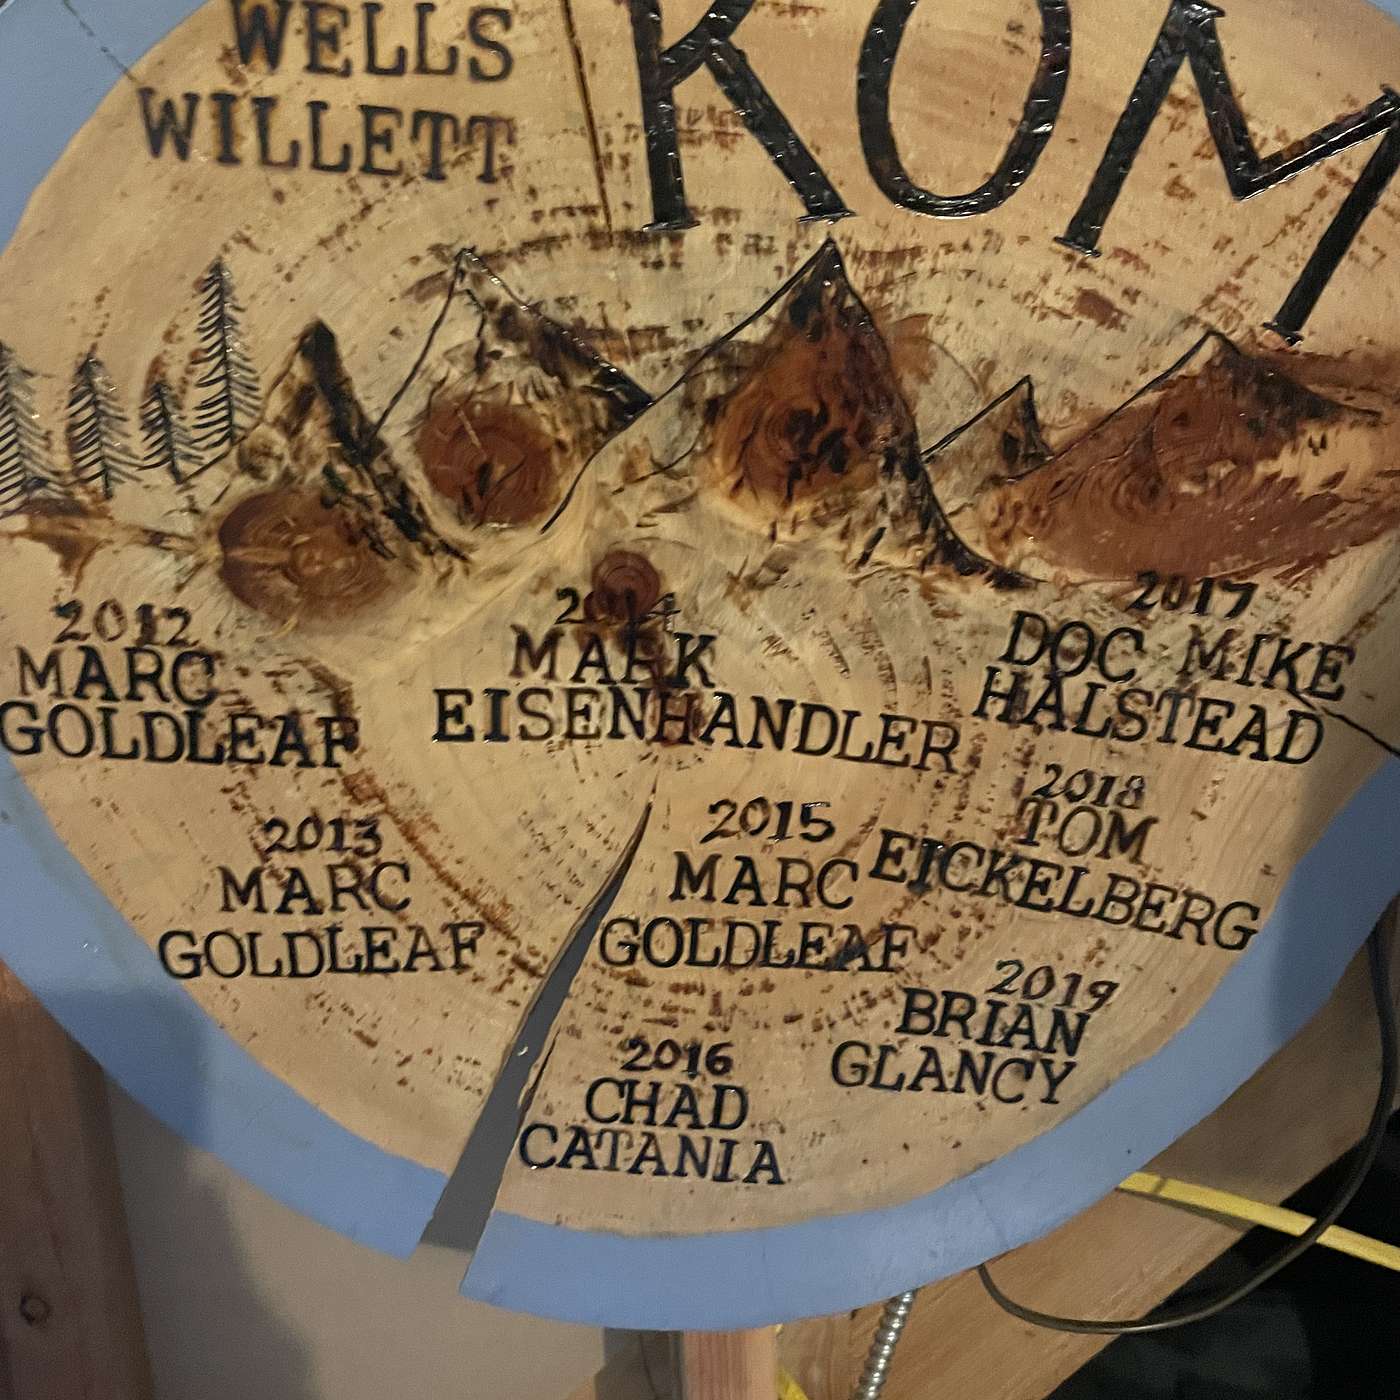 WELLS
WILLETT
KOM
2012
MARC
GOLDLEAF
2013
MARC
GOLDLEAF
2014
MARK
EISENHANDLER
2015
MARC
GOLDLEAF
2016
CHAD
CATANIA
2017
DOC MIKE
HALSTEAD
2018
TOM
EICKELBERG
2019
BRIAN
GLANCY